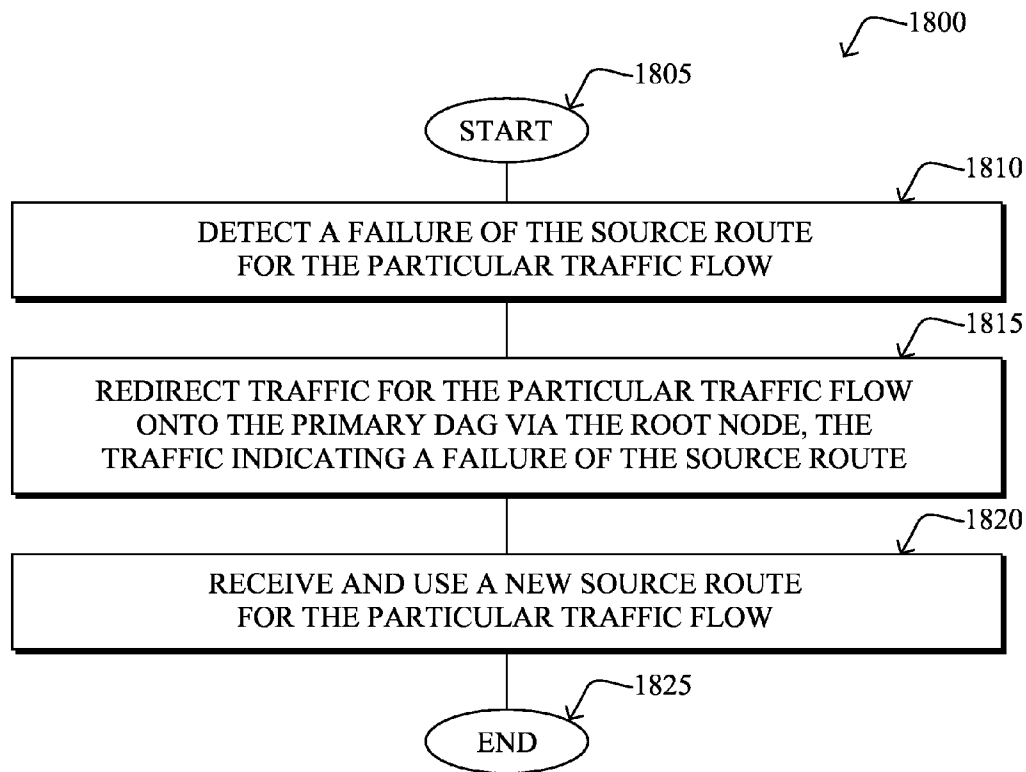 1800
1805
START
1810
DETECT A FAILURE OF THE SOURCE ROUTE
FOR THE PARTICULAR TRAFFIC FLOW
1815
REDIRECT TRAFFIC FOR THE PARTICULAR TRAFFIC FLOW
ONTO THE PRIMARY DAG VIA THE ROOT NODE, THE
TRAFFIC INDICATING A FAILURE OF THE SOURCE ROUTE
1820
RECEIVE AND USE A NEW SOURCE ROUTE
FOR THE PARTICULAR TRAFFIC FLOW
1825
END